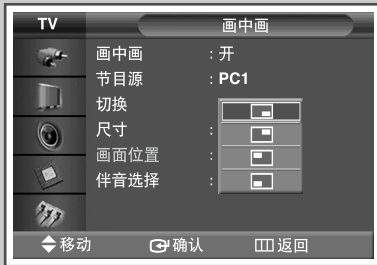 TV
画中画
画中画 : 开
节目源 : PC1
切换
尺寸 :
画面位置 :
伴音选择 :
移动 确认 返回